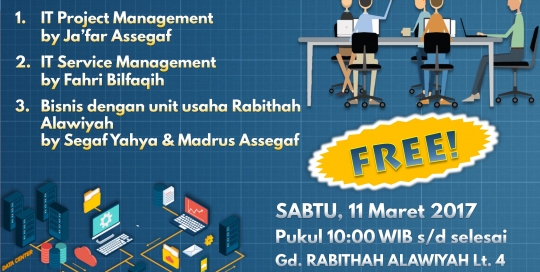 1. IT Project Management
by Ja'far Assegaf
2. IT Service Management
by Fahri Bilfaqih
3. Bisnis dengan unit usaha Rabithah
Alawiyah
by Segaf Yahya & Madrus Assegaf
FREE!
SABTU, 11 Maret 2017
Pukul 10:00 WIB s/d selesai
Gd. RABITHAH ALAWIYAH Lt. 4
DATA CENTER